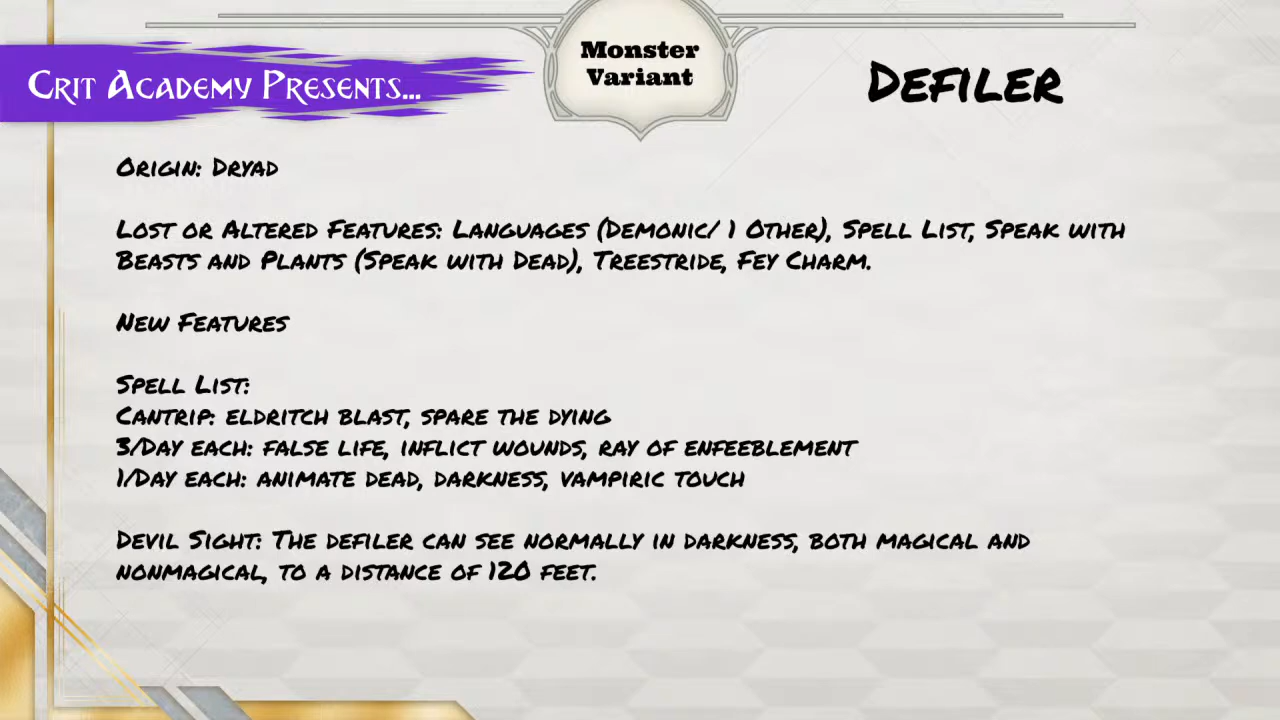 Crit Academy Presents...
Monster
Variant
Defiler
Origin: Dryad
Lost or Altered Features: Languages (Demonic/ 1 Other), Spell List, Speak with
Beasts and Plants (Speak with Dead), Treestride, Fey Charm.
New Features
Spell List:
Cantrip: eldritch blast, spare the dying
3/Day each: false life, inflict wounds, ray of enfeeblement
1/Day each: animate dead, darkness, vampiric touch
Devil Sight: The defiler can see normally in darkness, both magical and
nonmagical, to a distance of 120 feet.